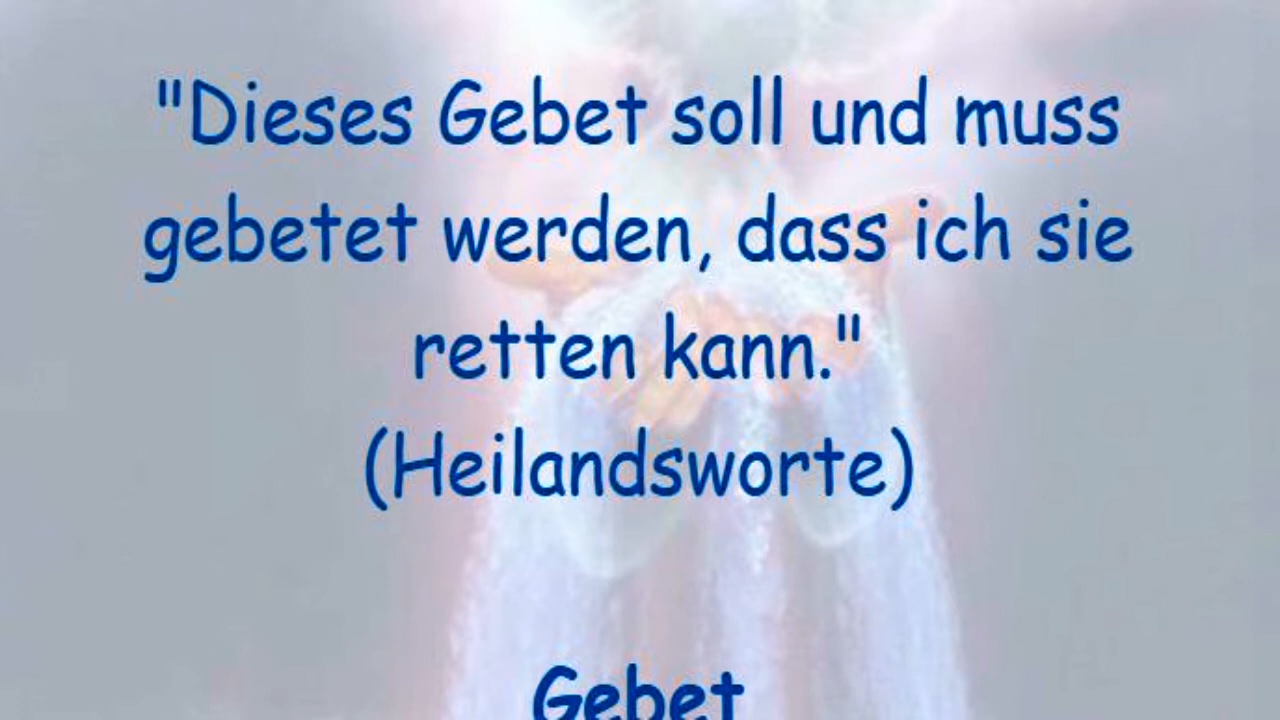 "Dieses Gebet soll und muss
gebetet werden, dass ich sie
retten kann."
(Heilandsworte)
Gebet